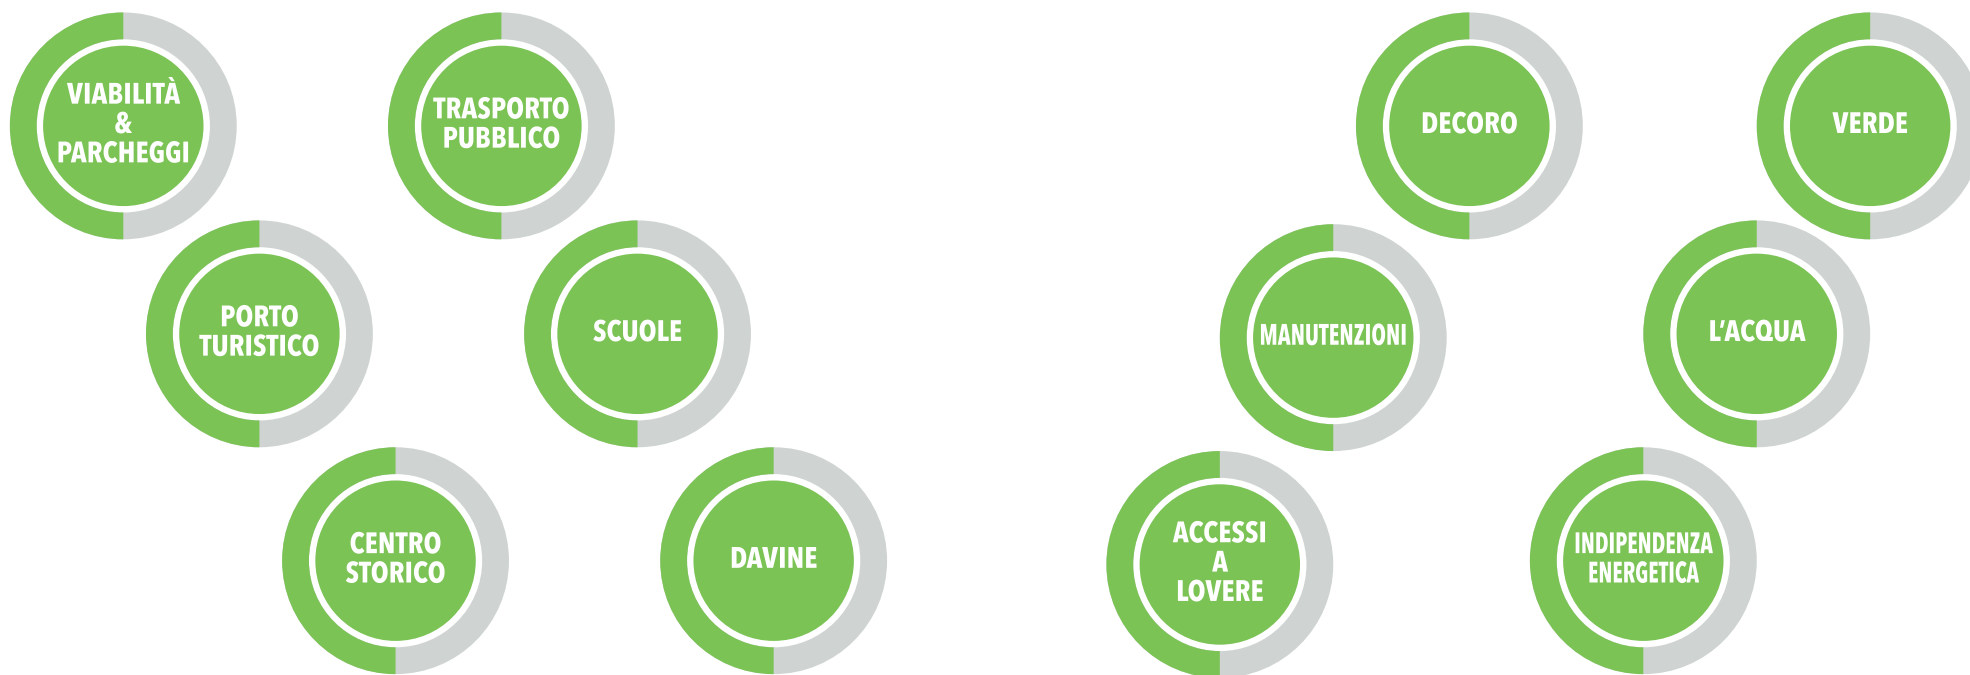 VIABILITÀ
&
PARCHEGGI
TRASPORTO
PUBBLICO
DECORO
VERDE
PORTO
TURISTICO
SCUOLE
MANUTENZIONI
L'ACQUA
CENTRO
STORICO
DAVINE
ACCESSI
A
LOVERE
INDIPENDENZA
ENERGETICA